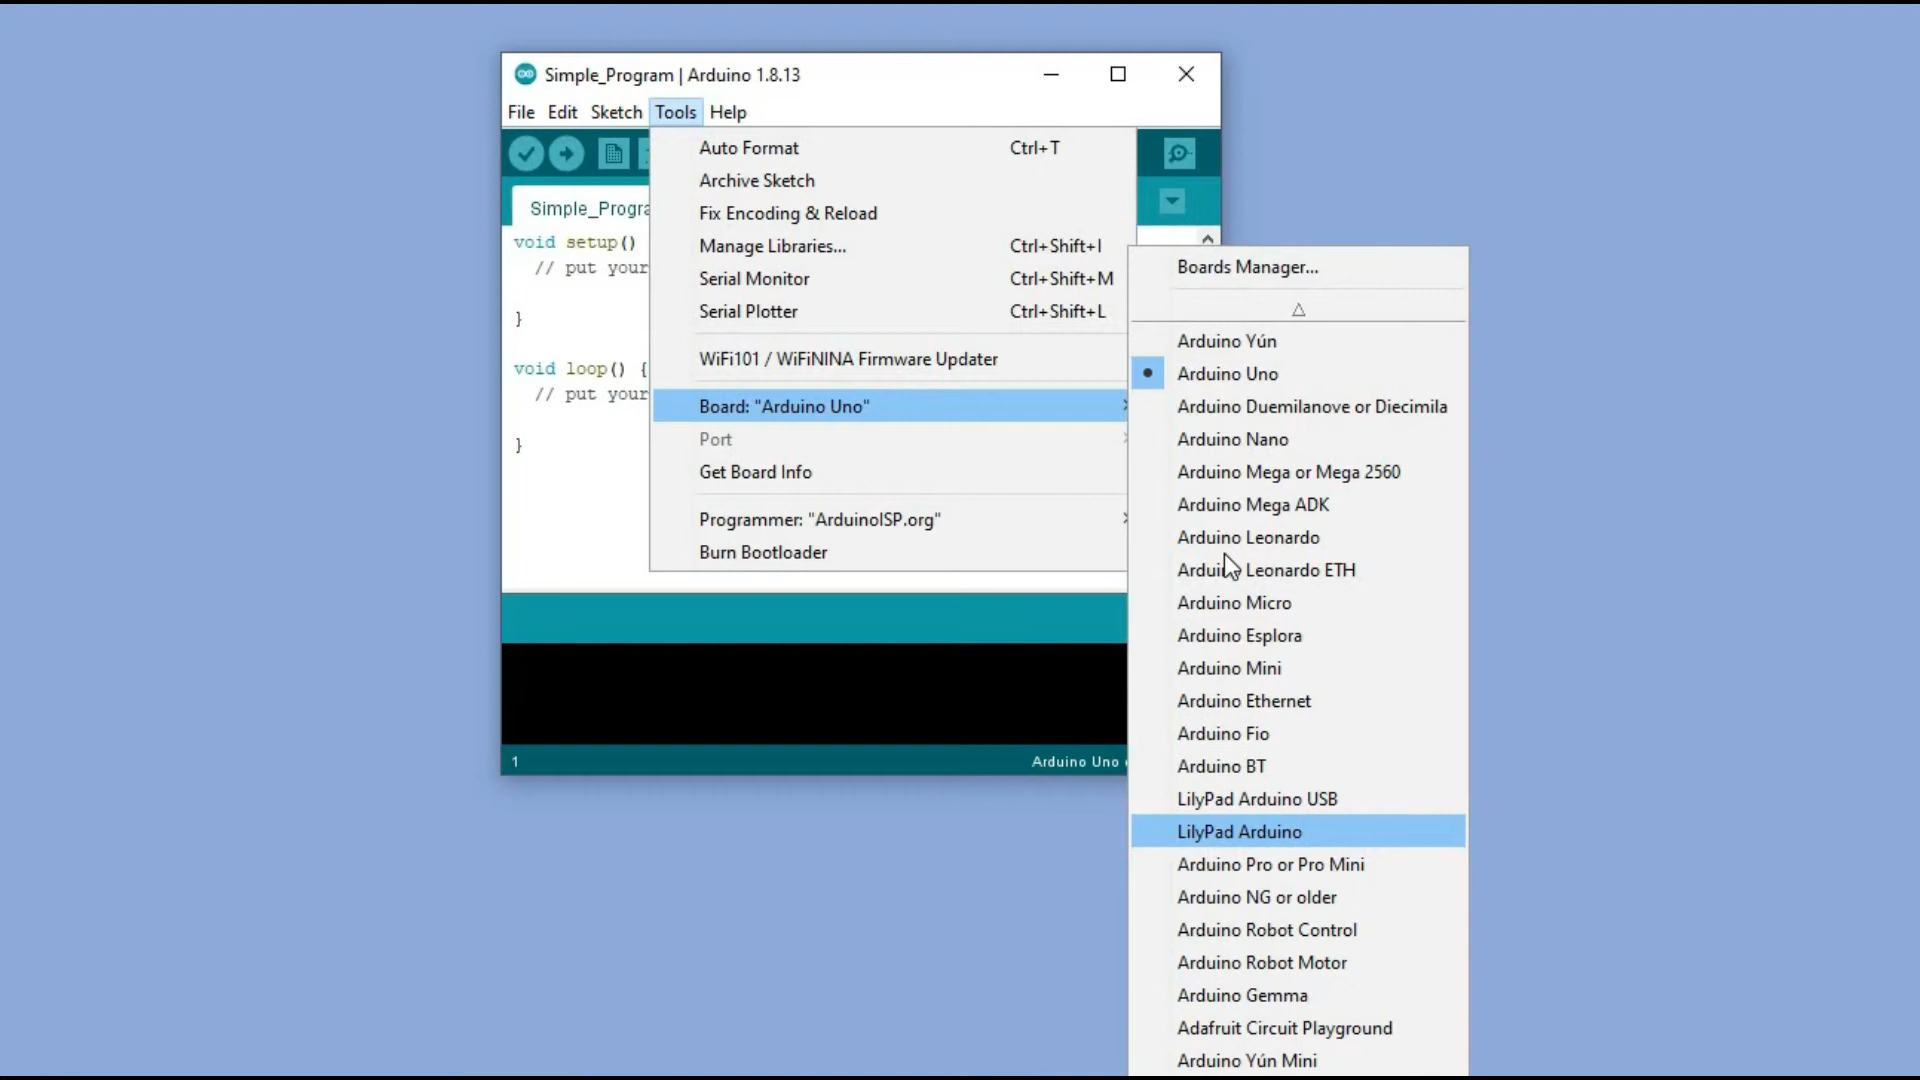 Simple_Program | Arduino 1.8.13
File Edit Sketch Tools Help
Auto Format Ctrl+T
Archive Sketch
Fix Encoding & Reload
Manage Libraries... Ctrl+Shift+I
Serial Monitor Ctrl+Shift+M
Serial Plotter Ctrl+Shift+L
WiFi101 / WiFiNINA Firmware Updater
Board: "Arduino Uno"
Port
Get Board Info
Programmer: "ArduinoISP.org"
Burn Bootloader
Simple_Progra
void setup()
// put your
}
void loop() {
// put your
}
1
Arduino Uno
Boards Manager...
Arduino Yún
Arduino Uno
Arduino Duemilanove or Diecimila
Arduino Nano
Arduino Mega or Mega 2560
Arduino Mega ADK
Arduino Leonardo
Arduino Leonardo ETH
Arduino Micro
Arduino Esplora
Arduino Mini
Arduino Ethernet
Arduino Fio
Arduino BT
LilyPad Arduino USB
LilyPad Arduino
Arduino Pro or Pro Mini
Arduino NG or older
Arduino Robot Control
Arduino Robot Motor
Arduino Gemma
Adafruit Circuit Playground
Arduino Yún Mini